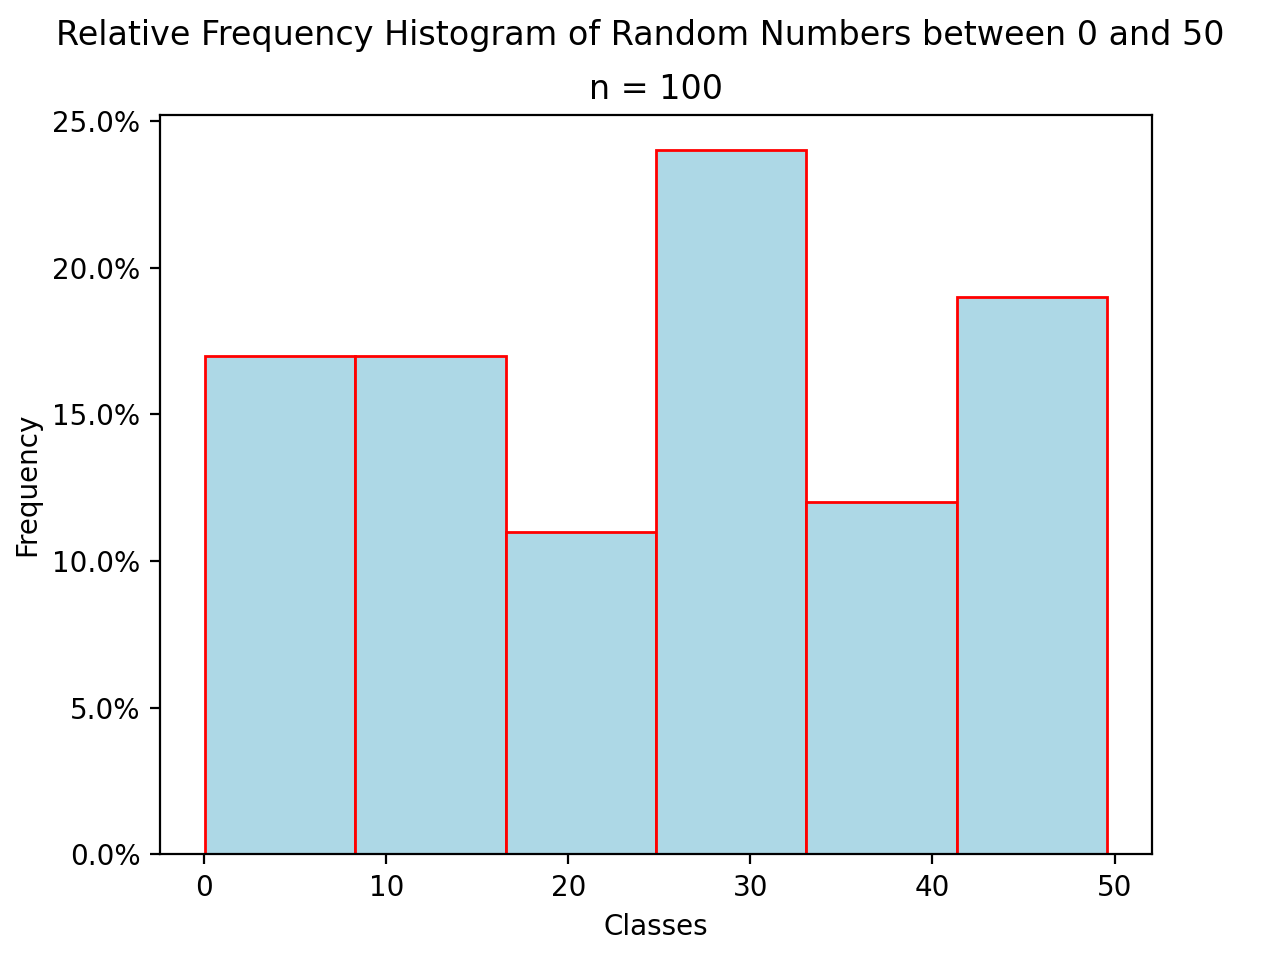 Relative Frequency Histogram of Random Numbers between 0 and 50
n = 100
25.0%
20.0%
15.0%
10.0%
5.0%
0.0%
Frequency
0 10 20 30 40 50
Classes